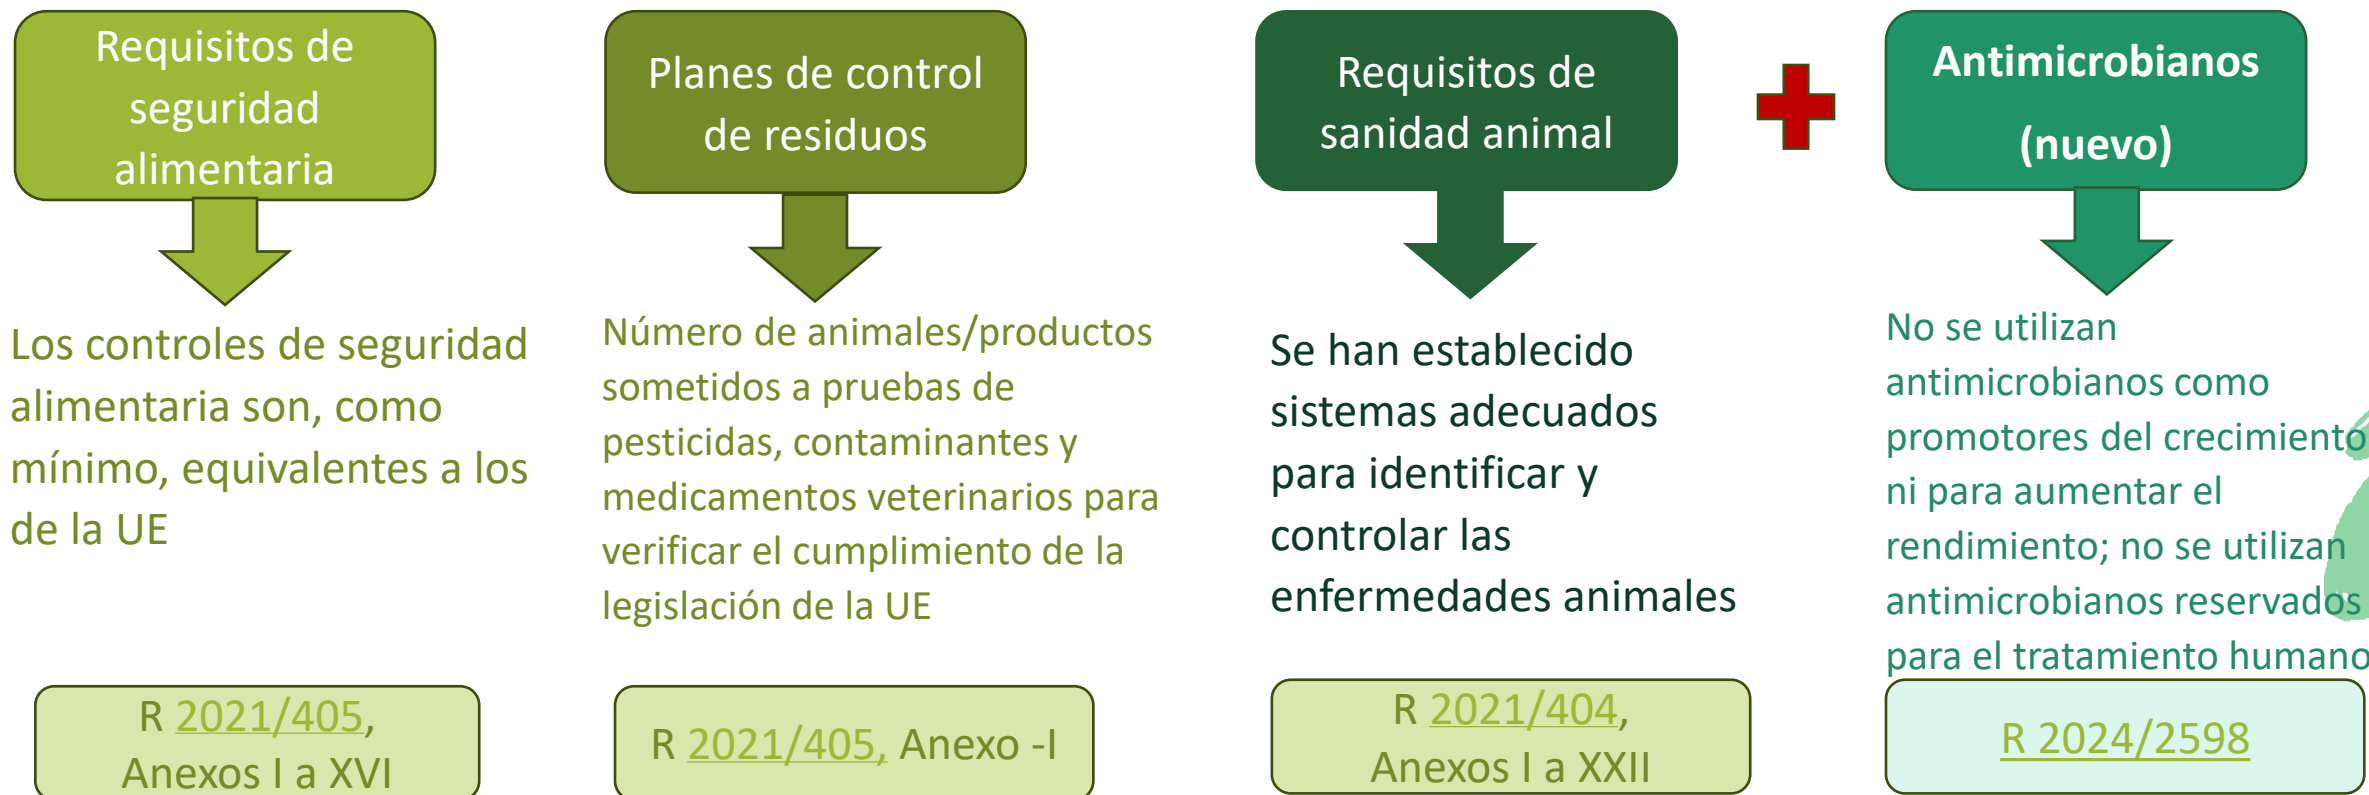 Requisitos de
seguridad
alimentaria
Los controles de seguridad
alimentaria son, como
mínimo, equivalentes a los
de la UE
R 2021/405,
Anexos I a XVI
Planes de control
de residuos
Número de animales/productos
sometidos a pruebas de
pesticidas, contaminantes y
medicamentos veterinarios para
verificar el cumplimiento de la
legislación de la UE
R 2021/405, Anexo -I
Requisitos de
sanidad animal
Se han establecido
sistemas adecuados
para identificar y
controlar las
enfermedades animales
R 2021/404,
Anexos I a XXII
Antimicrobianos
(nuevo)
No se utilizan
antimicrobianos como
promotores del crecimiento
ni para aumentar el
rendimiento; no se utilizan
antimicrobianos reservados
para el tratamiento humano
R 2024/2598